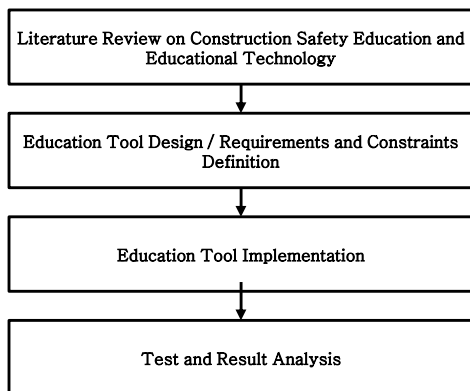 Literature Review on Construction Safety Education and
Educational Technology
Education Tool Design / Requirements and Constraints
Definition
Education Tool Implementation
Test and Result Analysis